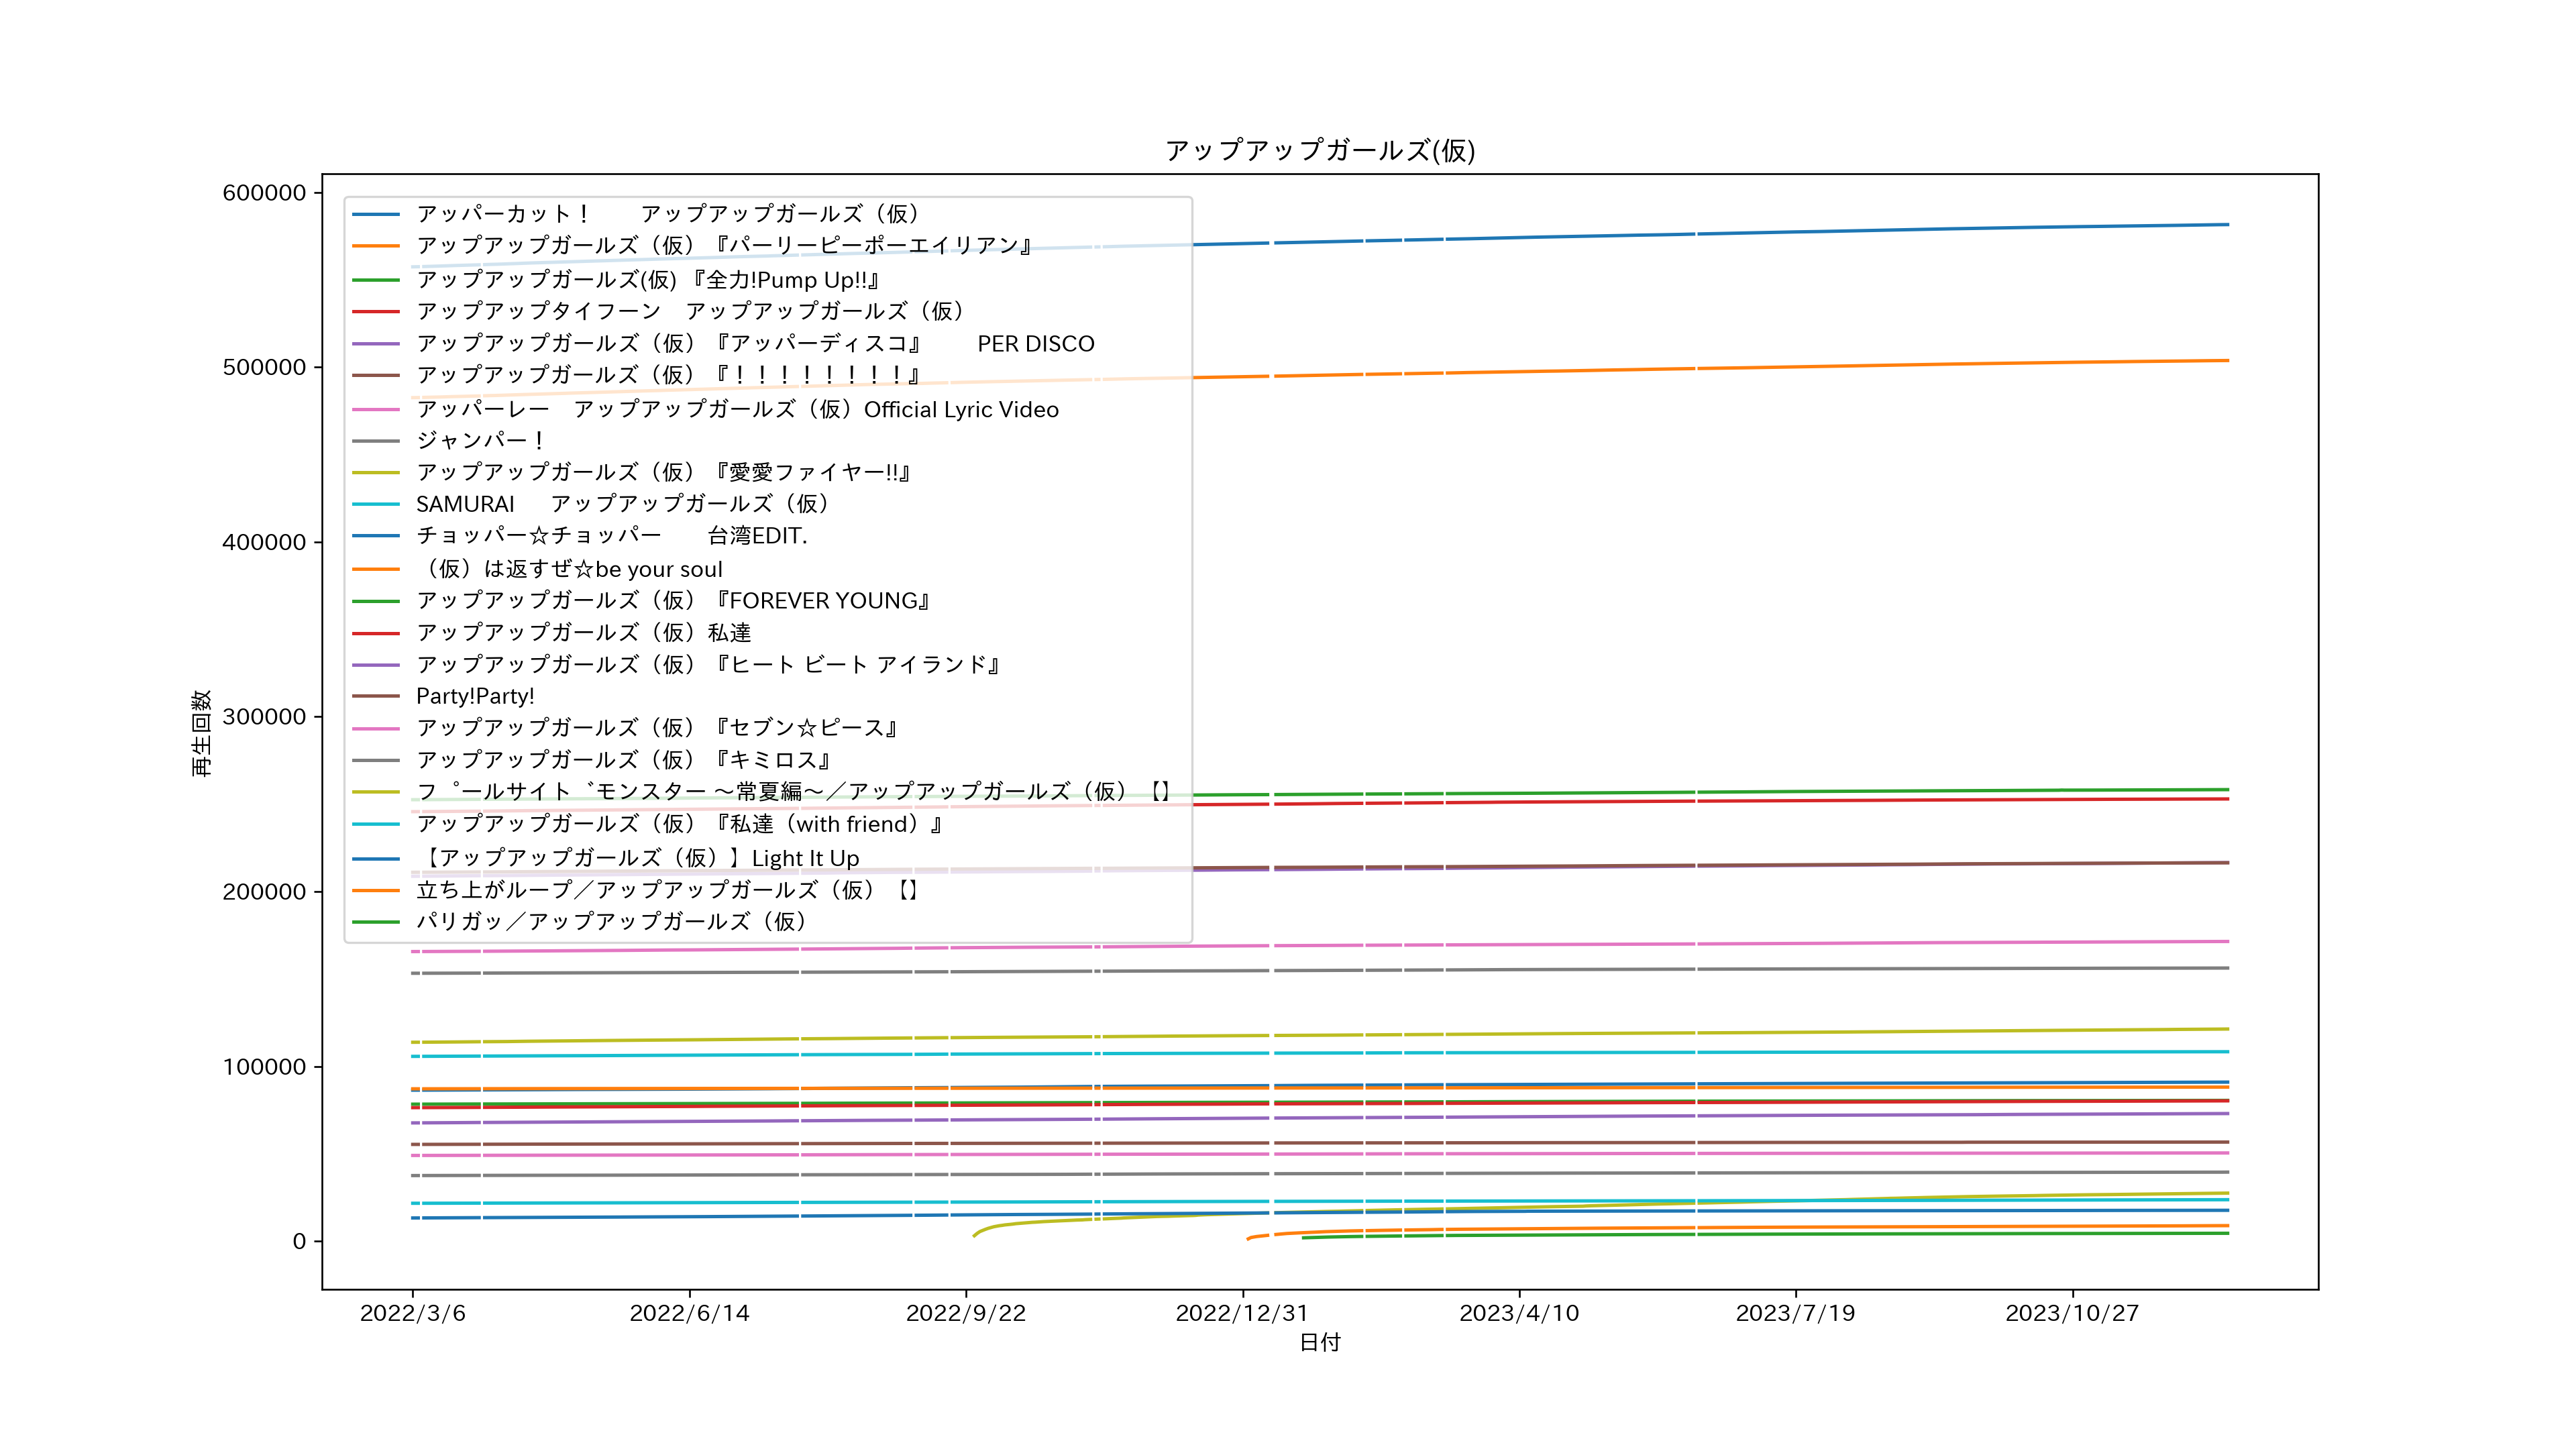 アップアップガールズ(仮)
600000
500000
400000
300000
200000
100000
0
再生回数
アッパーカット！　　アップアップガールズ（仮）
アップアップガールズ（仮）『パーリーピーポーエイリアン』
アップアップガールズ(仮) 『全力!Pump Up!!』
アップアップタイフーン　アップアップガールズ（仮）
アップアップガールズ（仮）『アッパーディスコ』　　PER DISCO
アップアップガールズ（仮）『！！！！！！！！』
アッパーレー　アップアップガールズ（仮）Official Lyric Video
ジャンパー！
アップアップガールズ（仮）『愛愛ファイヤー!!』
SAMURAI　 アップアップガールズ（仮）
チョッパー☆チョッパー　　台湾EDIT.
（仮）は返すぜ☆be your soul
アップアップガールズ（仮）『FOREVER YOUNG』
アップアップガールズ（仮）私達
アップアップガールズ（仮）『ヒート ビート アイランド』
Party!Party!
アップアップガールズ（仮）『セブン☆ピース』
アップアップガールズ（仮）『キミロス』
フ゜ールサイト゛モンスター 〜常夏編〜／アップアップガールズ（仮）【】
アップアップガールズ（仮）『私達（with friend）』
【アップアップガールズ（仮）】Light It Up
立ち上がループ／アップアップガールズ（仮）【】
パリガッ／アップアップガールズ（仮）
2022/3/6
2022/6/14
2022/9/22
2022/12/31
2023/4/10
2023/7/19
2023/10/27
日付